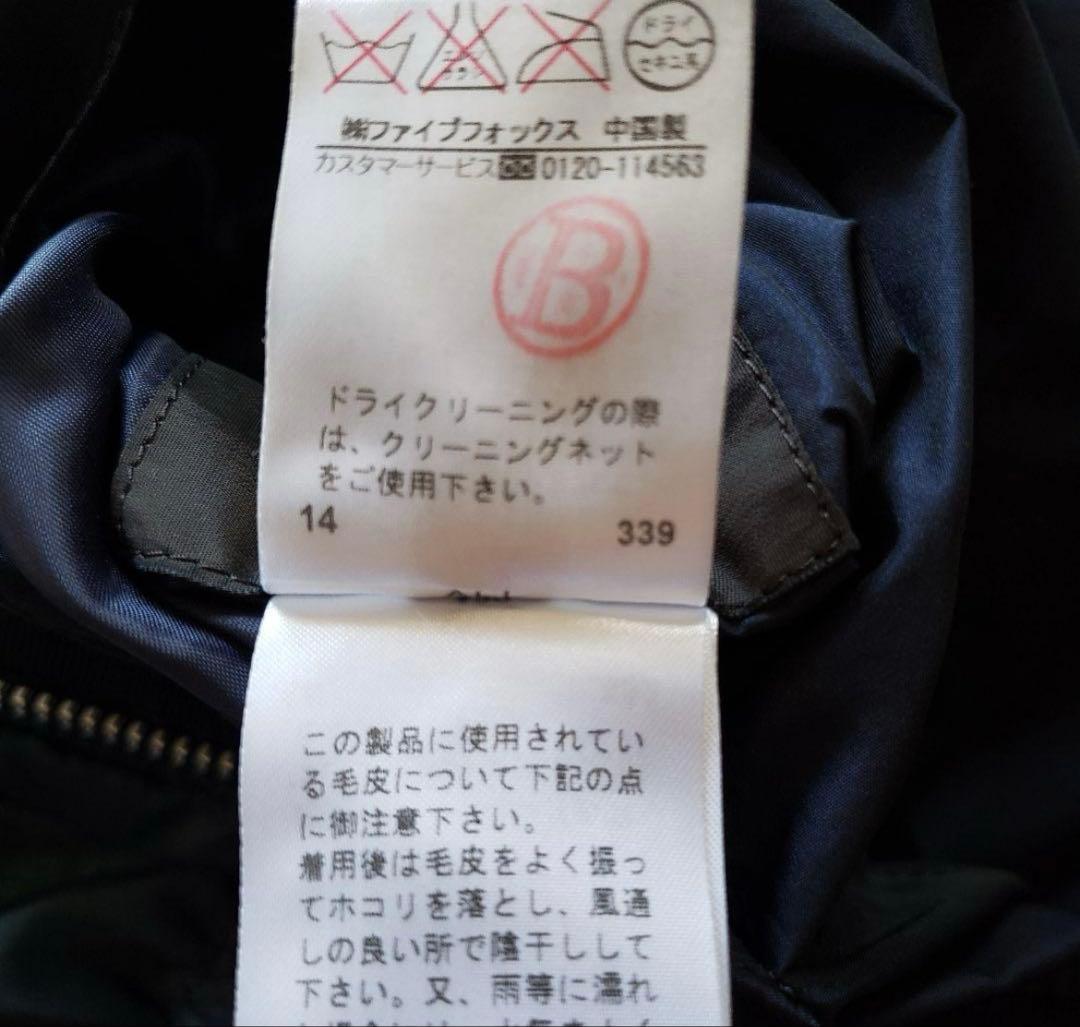 エンソ
サラシ
ドライ
セキユ系
㈱ファイブフォックス 中国製
カスタマーサービス 0120-114563
B
ドライクリーニングの際
は、クリーニングネット
をご使用下さい。
14 339
この製品に使用されてい
る毛皮について下記の点
に御注意下さい。
着用後は毛皮をよく振っ
てホコリを落とし、風通
しの良い所で陰干しして
下さい。又、雨等に濡れ